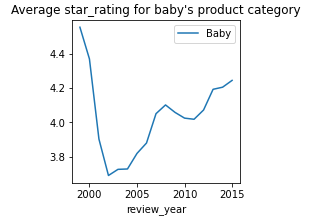 Average star_rating for baby's product category
Baby
4.4
4.2
4.0
3.8
2000 2005 2010 2015
review_year